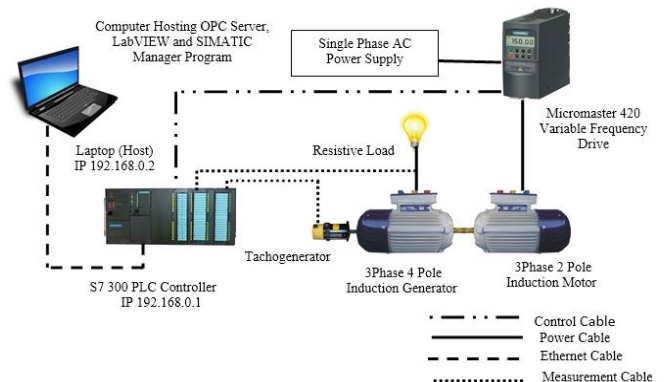 Computer Hosting OPC Server,
LabVIEW and SIMATIC
Manager Program
Single Phase AC
Power Supply
150.00
Micromaster 420
Variable Frequency
Drive
Laptop (Host)
IP 192.168.0.2
Resistive Load
Tachogenerator
S7 300 PLC Controller
IP 192.168.0.1
3Phase 4 Pole
Induction Generator
3Phase 2 Pole
Induction Motor
Control Cable
Power Cable
Ethernet Cable
Measurement Cable